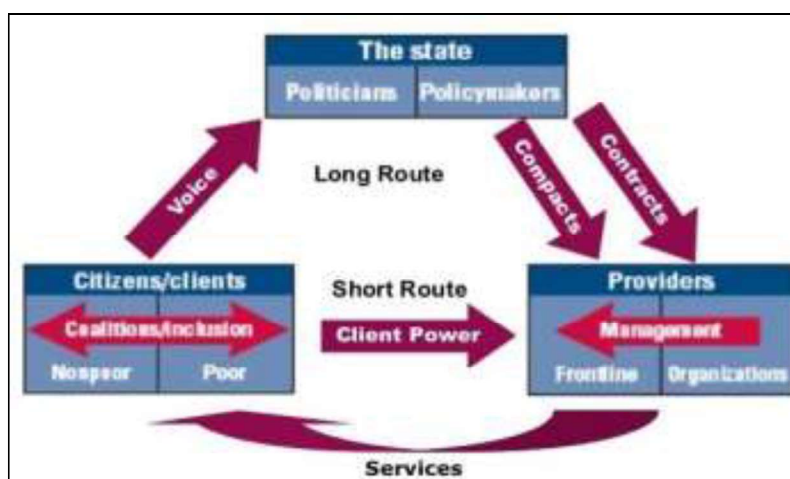 The state
Politicians Policymakers
Voice
Long Route
Compacts
Contracts
Citizens/clients
Coalitions/Inclusion
Nonpoor Poor
Short Route
Client Power
Providers
Management
Frontline Organizations
Services